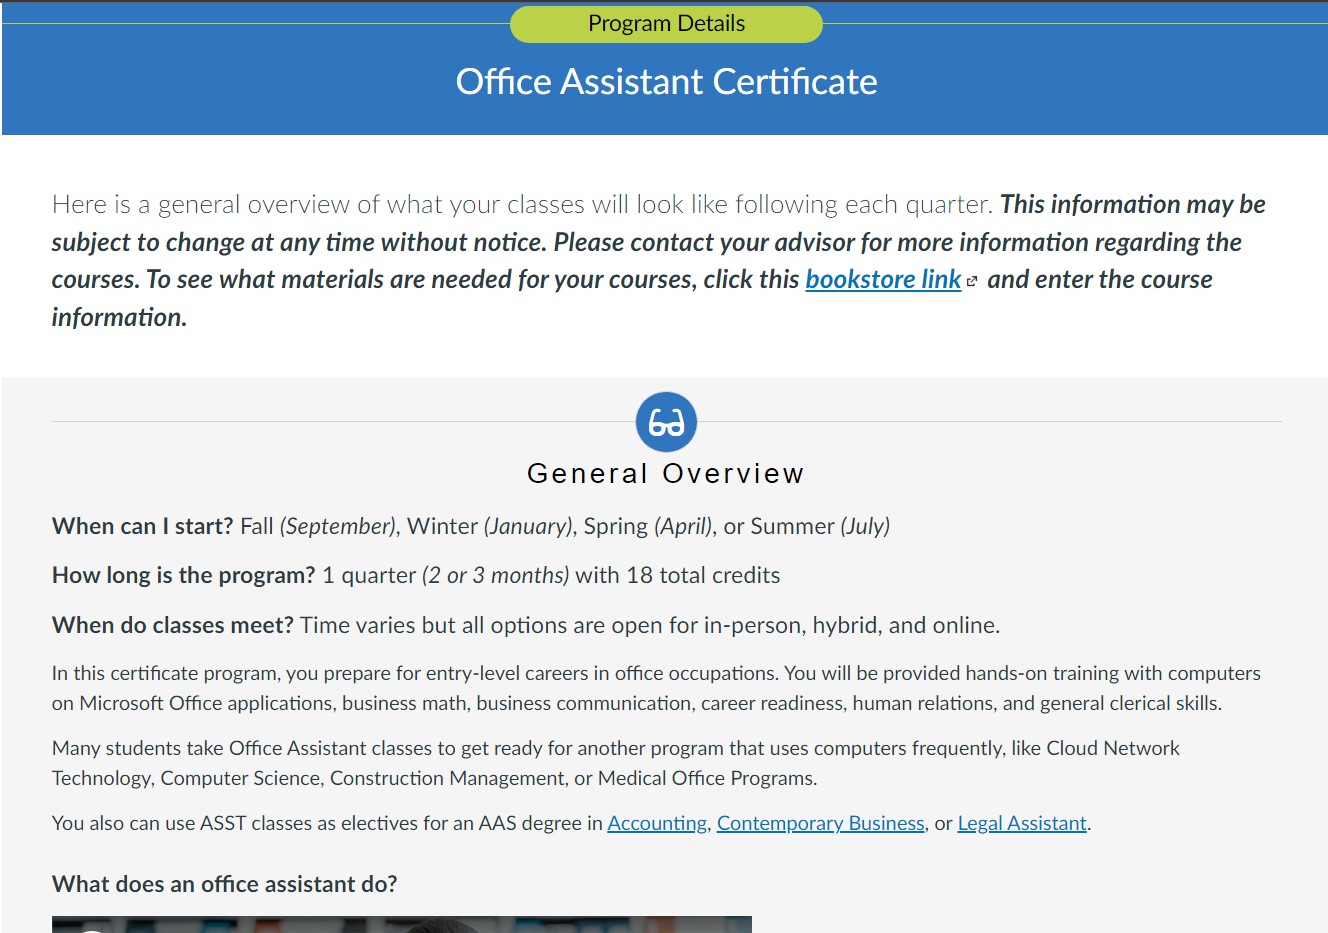 Program Details
Office Assistant Certificate
Here is a general overview of what your classes will look like following each quarter. This information may be
subject to change at any time without notice. Please contact your advisor for more information regarding the
courses. To see what materials are needed for your courses, click this bookstore link and enter the course
information.
General Overview
When can I start? Fall (September), Winter (January), Spring (April), or Summer (July)
How long is the program? 1 quarter (2 or 3 months) with 18 total credits
When do classes meet? Time varies but all options are open for in-person, hybrid, and online.
In this certificate program, you prepare for entry-level careers in office occupations. You will be provided hands-on training with computers
on Microsoft Office applications, business math, business communication, career readiness, human relations, and general clerical skills.
Many students take Office Assistant classes to get ready for another program that uses computers frequently, like Cloud Network
Technology, Computer Science, Construction Management, or Medical Office Programs.
You also can use ASST classes as electives for an AAS degree in Accounting, Contemporary Business, or Legal Assistant.
What does an office assistant do?